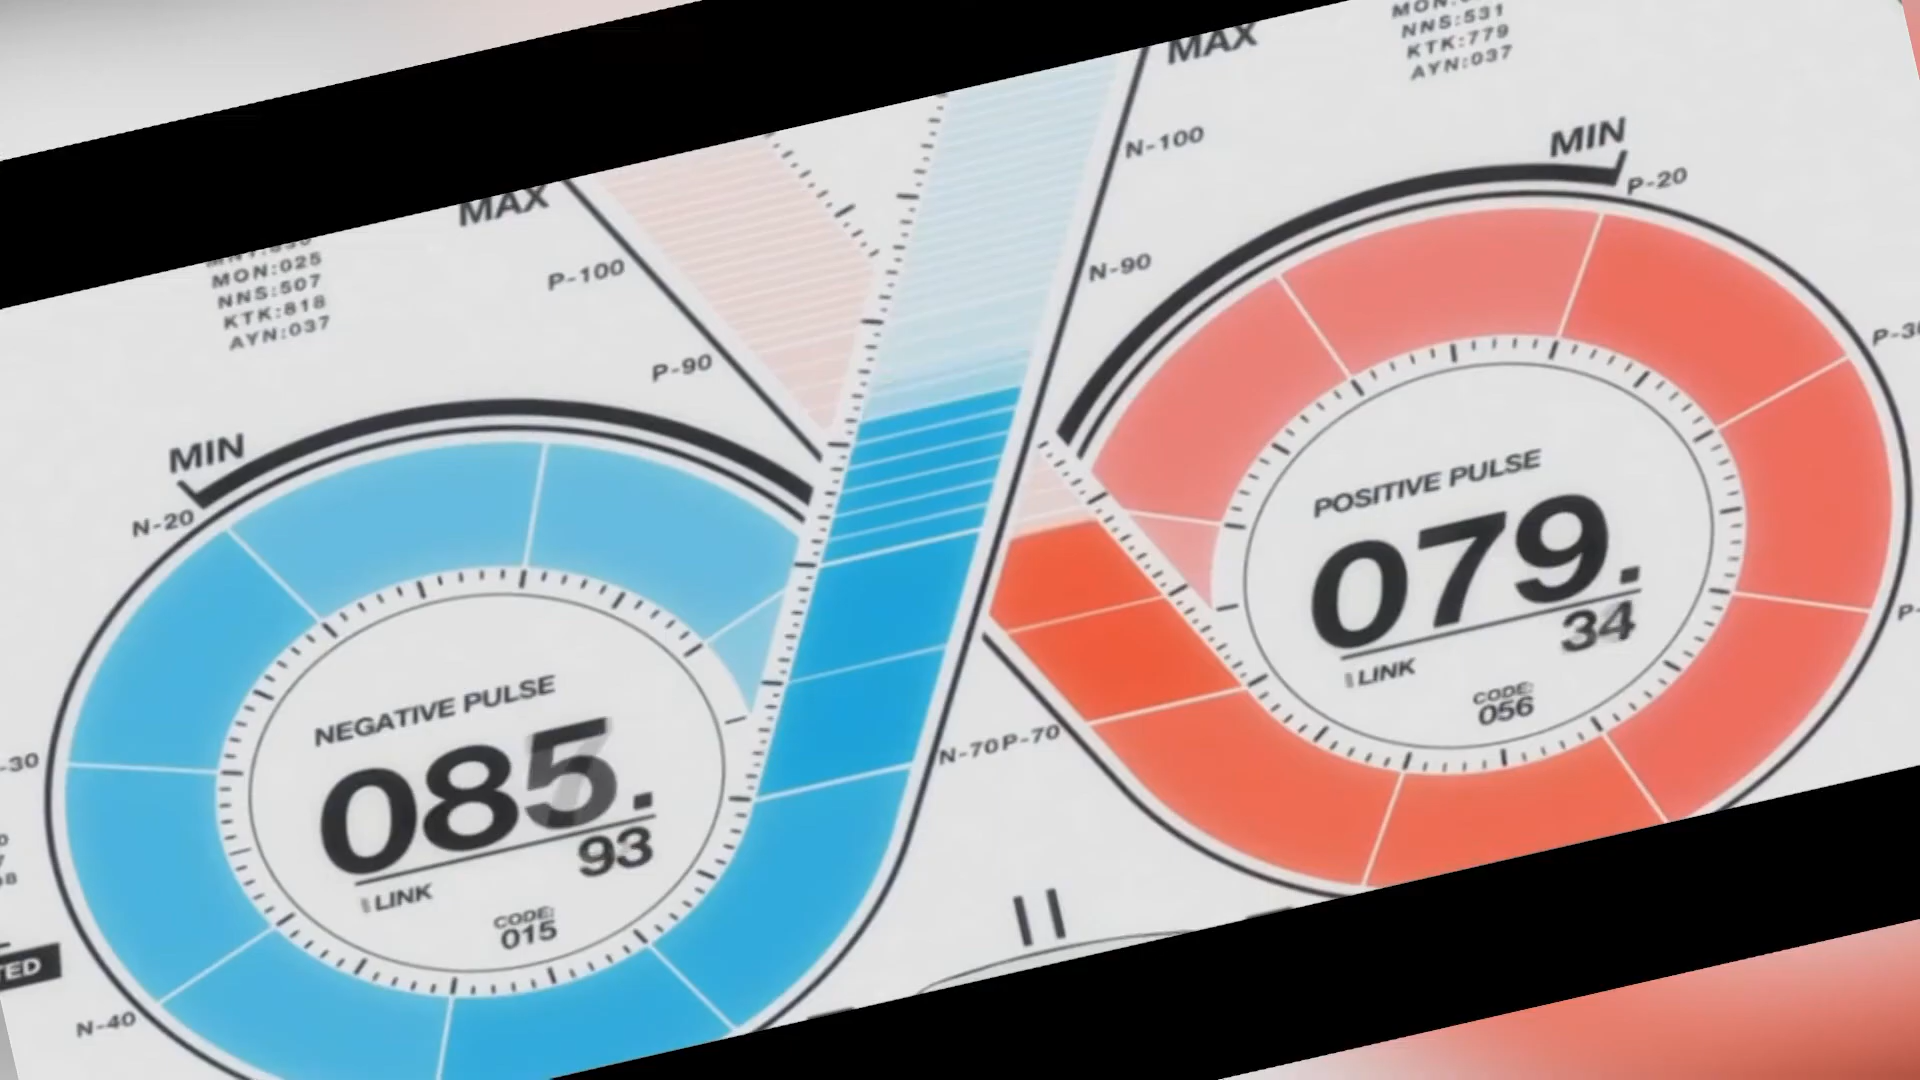 MAX
NNS:531
KTK:779
AYN:037
MIN
P-20
N-100
N-90
MAX
P-100
P-90
MON:025
NNS:507
KTK:818
AYN:037
MIN
N-20
POSITIVE PULSE
079.
34
LINK
CODE:
056
NEGATIVE PULSE
085.
93
LINK
CODE:
015
N-70
P-70
N-40